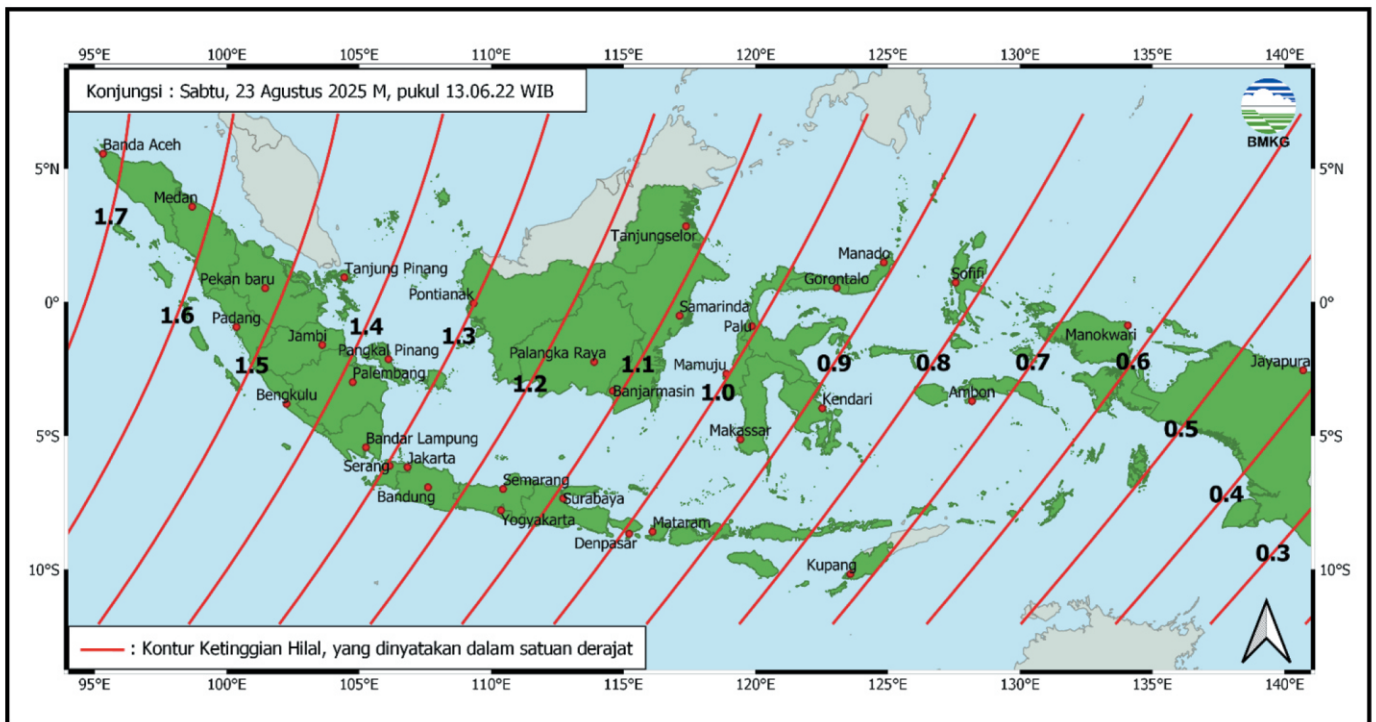 95°E 100°E 105°E 110°E 115°E 120°E 125°E 130°E 135°E 140°E
Konjungsi : Sabtu, 23 Agustus 2025 M, pukul 13.06.22 WIB
BMKG
Banda Aceh
5°N 5°N
Medan
1.7
Tanjungselor
Manado
Pekan baru
Tanjung Pinang
Gorontalo
Sofifi
Pontianak
0° 0°
Samarinda
1.6
Padang
1.4
1.3
Palu
Manokwari
Jambi
Pangkal Pinang
Palangka Raya
1.5
1.1
Mamuju
0.9
0.8
0.7
0.6
Jayapura
Palembang
1.2
1.0
Bengkulu
Banjarmasin
Kendari
Ambon
Makassar
0.5
5°S 5°S
Bandar Lampung
Serang
Jakarta
Bandung
Semarang
Surabaya
0.4
Yogyakarta
Mataram
Denpasar
0.3
Kupang
10°S 10°S
: Kontur Ketinggian Hilal, yang dinyatakan dalam satuan derajat
95°E 100°E 105°E 110°E 115°E 120°E 125°E 130°E 135°E 140°E